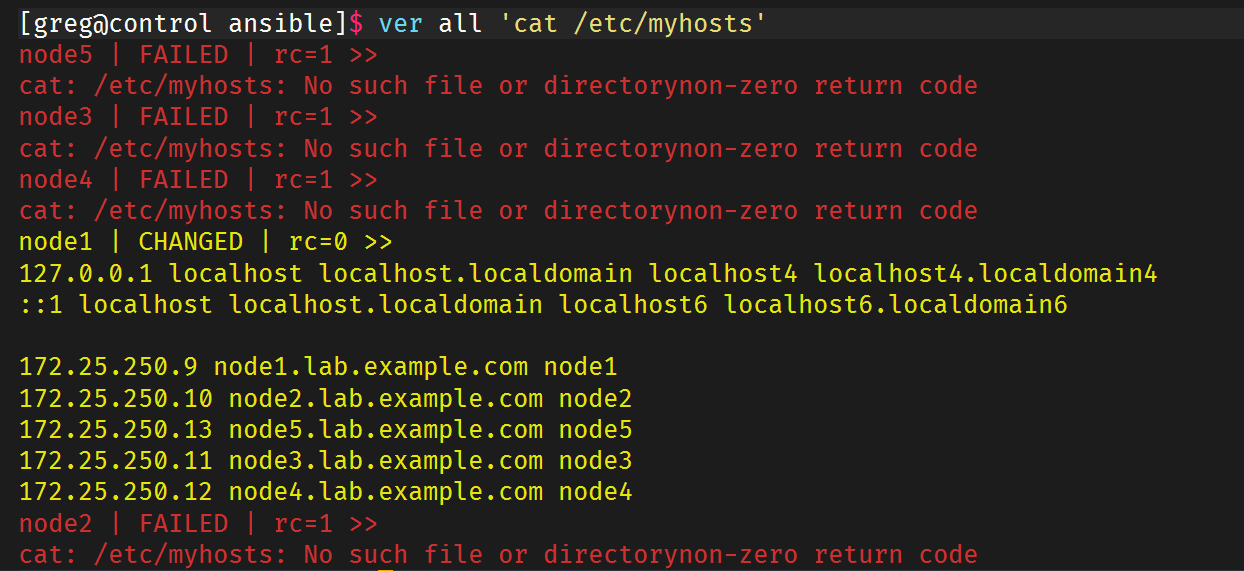 [greg@control ansible]$ ver all 'cat /etc/myhosts'
node5 | FAILED | rc=1 >>
cat: /etc/myhosts: No such file or directorynon-zero return code
node3 | FAILED | rc=1 >>
cat: /etc/myhosts: No such file or directorynon-zero return code
node4 | FAILED | rc=1 >>
cat: /etc/myhosts: No such file or directorynon-zero return code
node1 | CHANGED | rc=0 >>
127.0.0.1 localhost localhost.localdomain localhost4 localhost4.localdomain4
::1 localhost localhost.localdomain localhost6 localhost6.localdomain6

172.25.250.9 node1.lab.example.com node1
172.25.250.10 node2.lab.example.com node2
172.25.250.13 node5.lab.example.com node5
172.25.250.11 node3.lab.example.com node3
172.25.250.12 node4.lab.example.com node4
node2 | FAILED | rc=1 >>
cat: /etc/myhosts: No such file or directorynon-zero return code